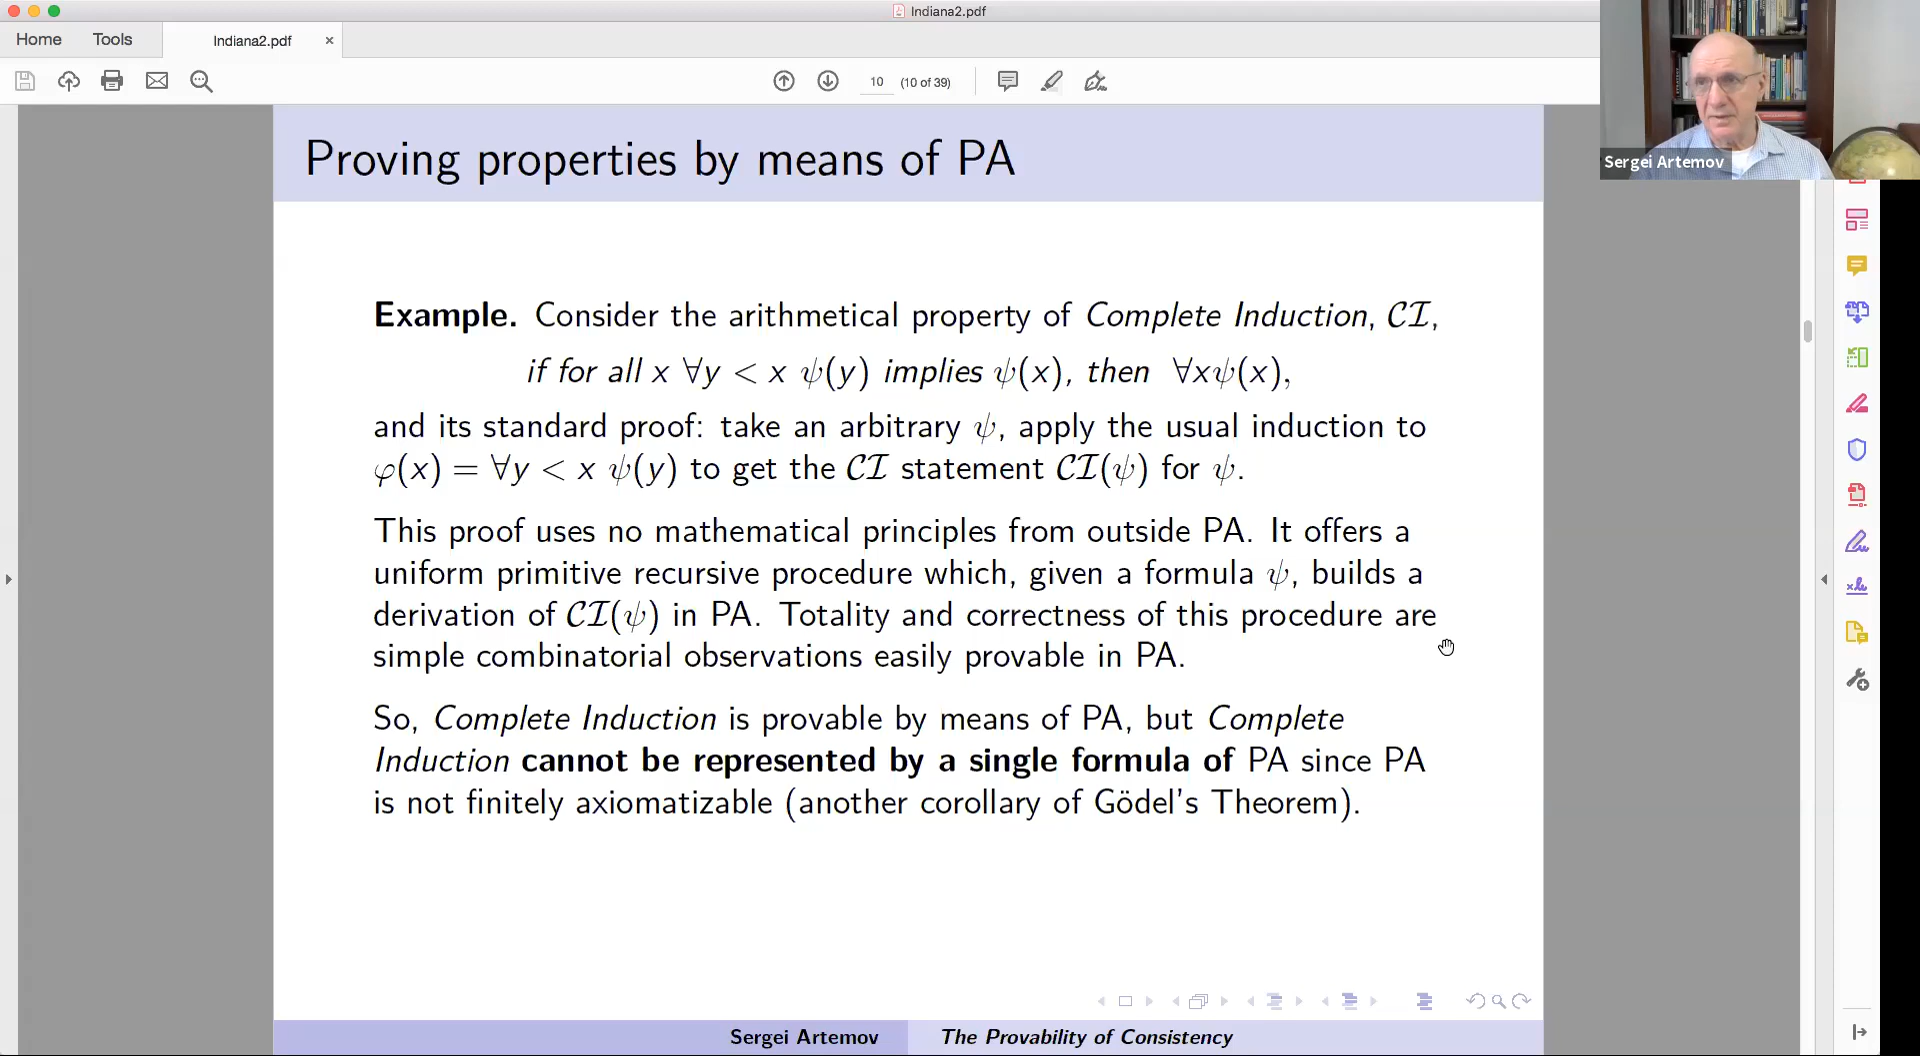 Indiana2.pdf
Home Tools Indiana2.pdf ×
10 (10 of 39)
Sergei Artemov
Proving properties by means of PA
Example. Consider the arithmetical property of Complete Induction, 𝒞ℐ,
if for all x ∀y < x ψ(y) implies ψ(x), then ∀xψ(x),
and its standard proof: take an arbitrary ψ, apply the usual induction to
φ(x) = ∀y < x ψ(y) to get the 𝒞ℐ statement 𝒞ℐ(ψ) for ψ.
This proof uses no mathematical principles from outside PA. It offers a
uniform primitive recursive procedure which, given a formula ψ, builds a
derivation of 𝒞ℐ(ψ) in PA. Totality and correctness of this procedure are
simple combinatorial observations easily provable in PA.
So, Complete Induction is provable by means of PA, but Complete
Induction cannot be represented by a single formula of PA since PA
is not finitely axiomatizable (another corollary of Gödel's Theorem).
Sergei Artemov The Provability of Consistency